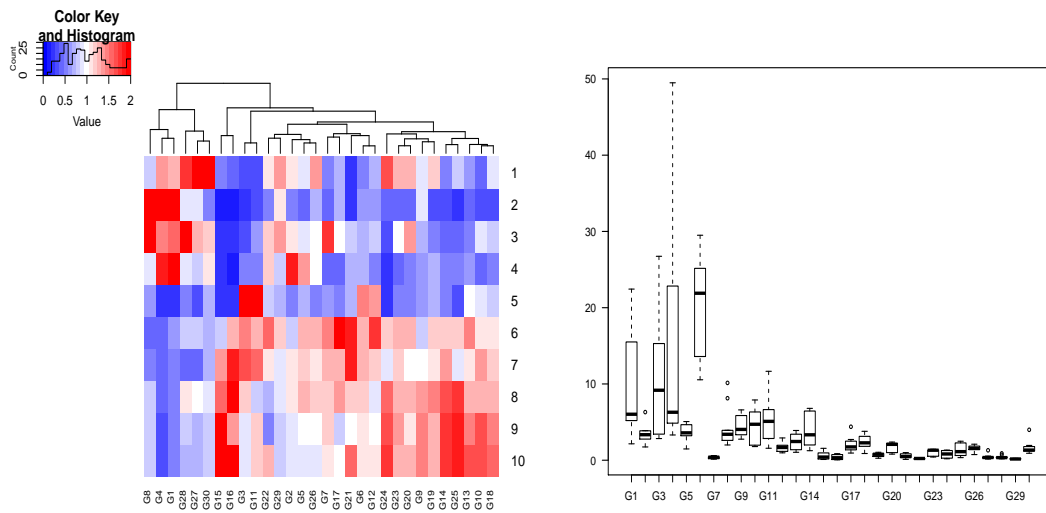 Color Key
and Histogram
Count
0 25
0 0.5 1 1.5 2
Value
1
2
3
4
5
6
7
8
9
10
G8 G4 G1 G28 G27 G30 G15 G16 G3 G11 G22 G29 G2 G5 G26 G7 G17 G21 G6 G12 G24 G23 G20 G9 G19 G14 G25 G13 G10 G18
50
40
30
20
10
0
G1 G3 G5 G7 G9 G11 G14 G17 G20 G23 G26 G29